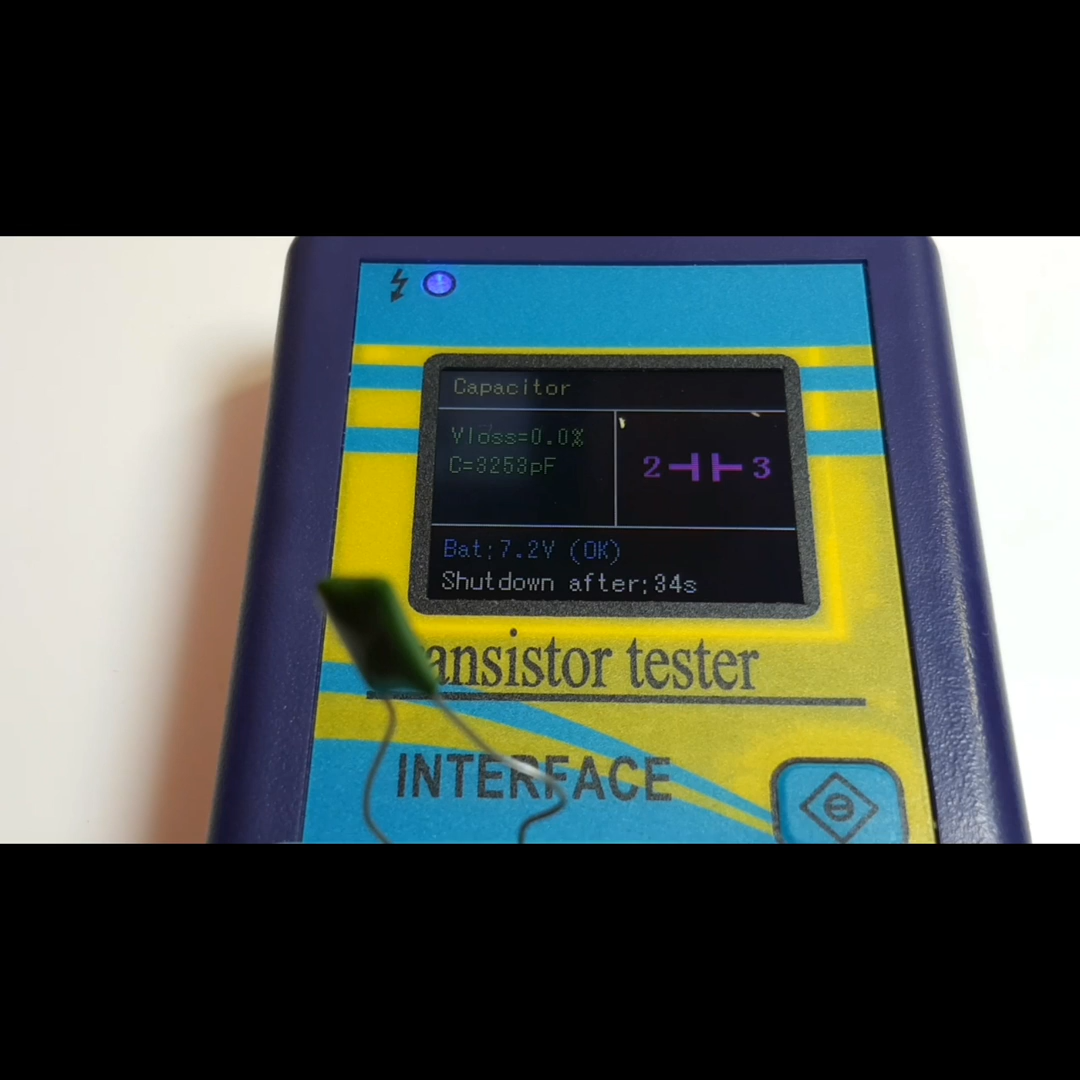 Capacitor
Vloss=0.0%
C=3253pF
2 3
Bat:7.2V (OK)
Shutdown after:34s
ansistor tester
INTERFACE